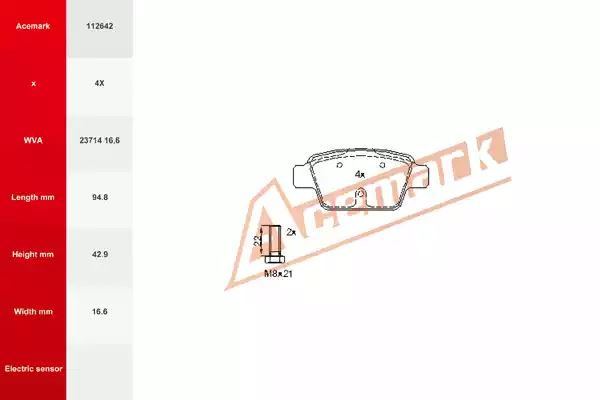 Acemark 112642
x 4X
WVA 23714 16,6
Length mm 94.8
Height mm 42.9
Width mm 16.6
Electric sensor
Acemark
4x
22
2x
M8x21